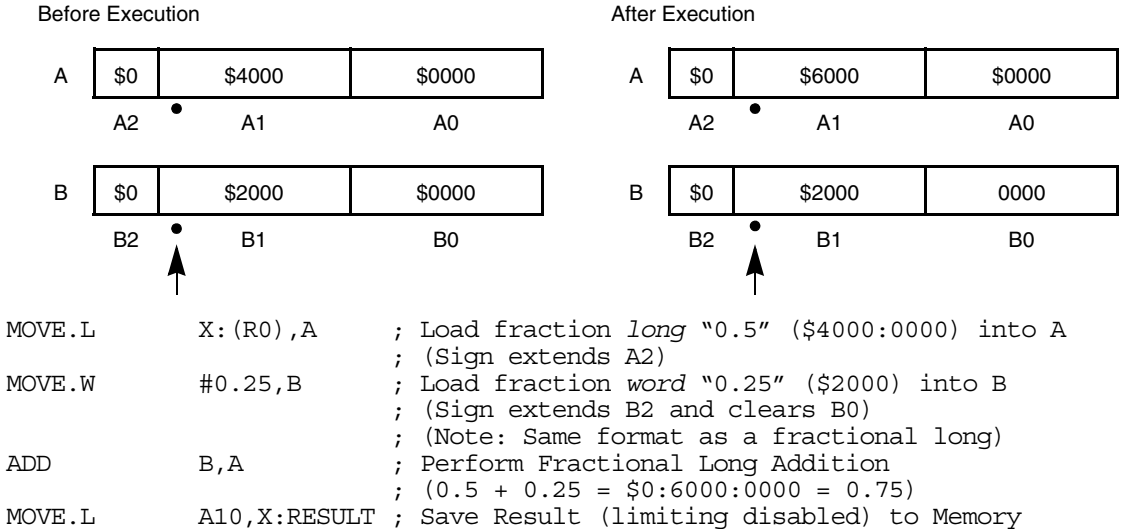 Before Execution After Execution
A $0 $4000 $0000 A $0 $6000 $0000
A2 A1 A0 A2 A1 A0
B $0 $2000 $0000 B $0 $2000 0000
B2 B1 B0 B2 B1 B0
MOVE.L X:(R0),A ; Load fraction long “0.5” ($4000:0000) into A
; (Sign extends A2)
MOVE.W #0.25,B ; Load fraction word “0.25” ($2000) into B
; (Sign extends B2 and clears B0)
; (Note: Same format as a fractional long)
ADD B,A ; Perform Fractional Long Addition
; (0.5 + 0.25 = $0:6000:0000 = 0.75)
MOVE.L A10,X:RESULT ; Save Result (limiting disabled) to Memory